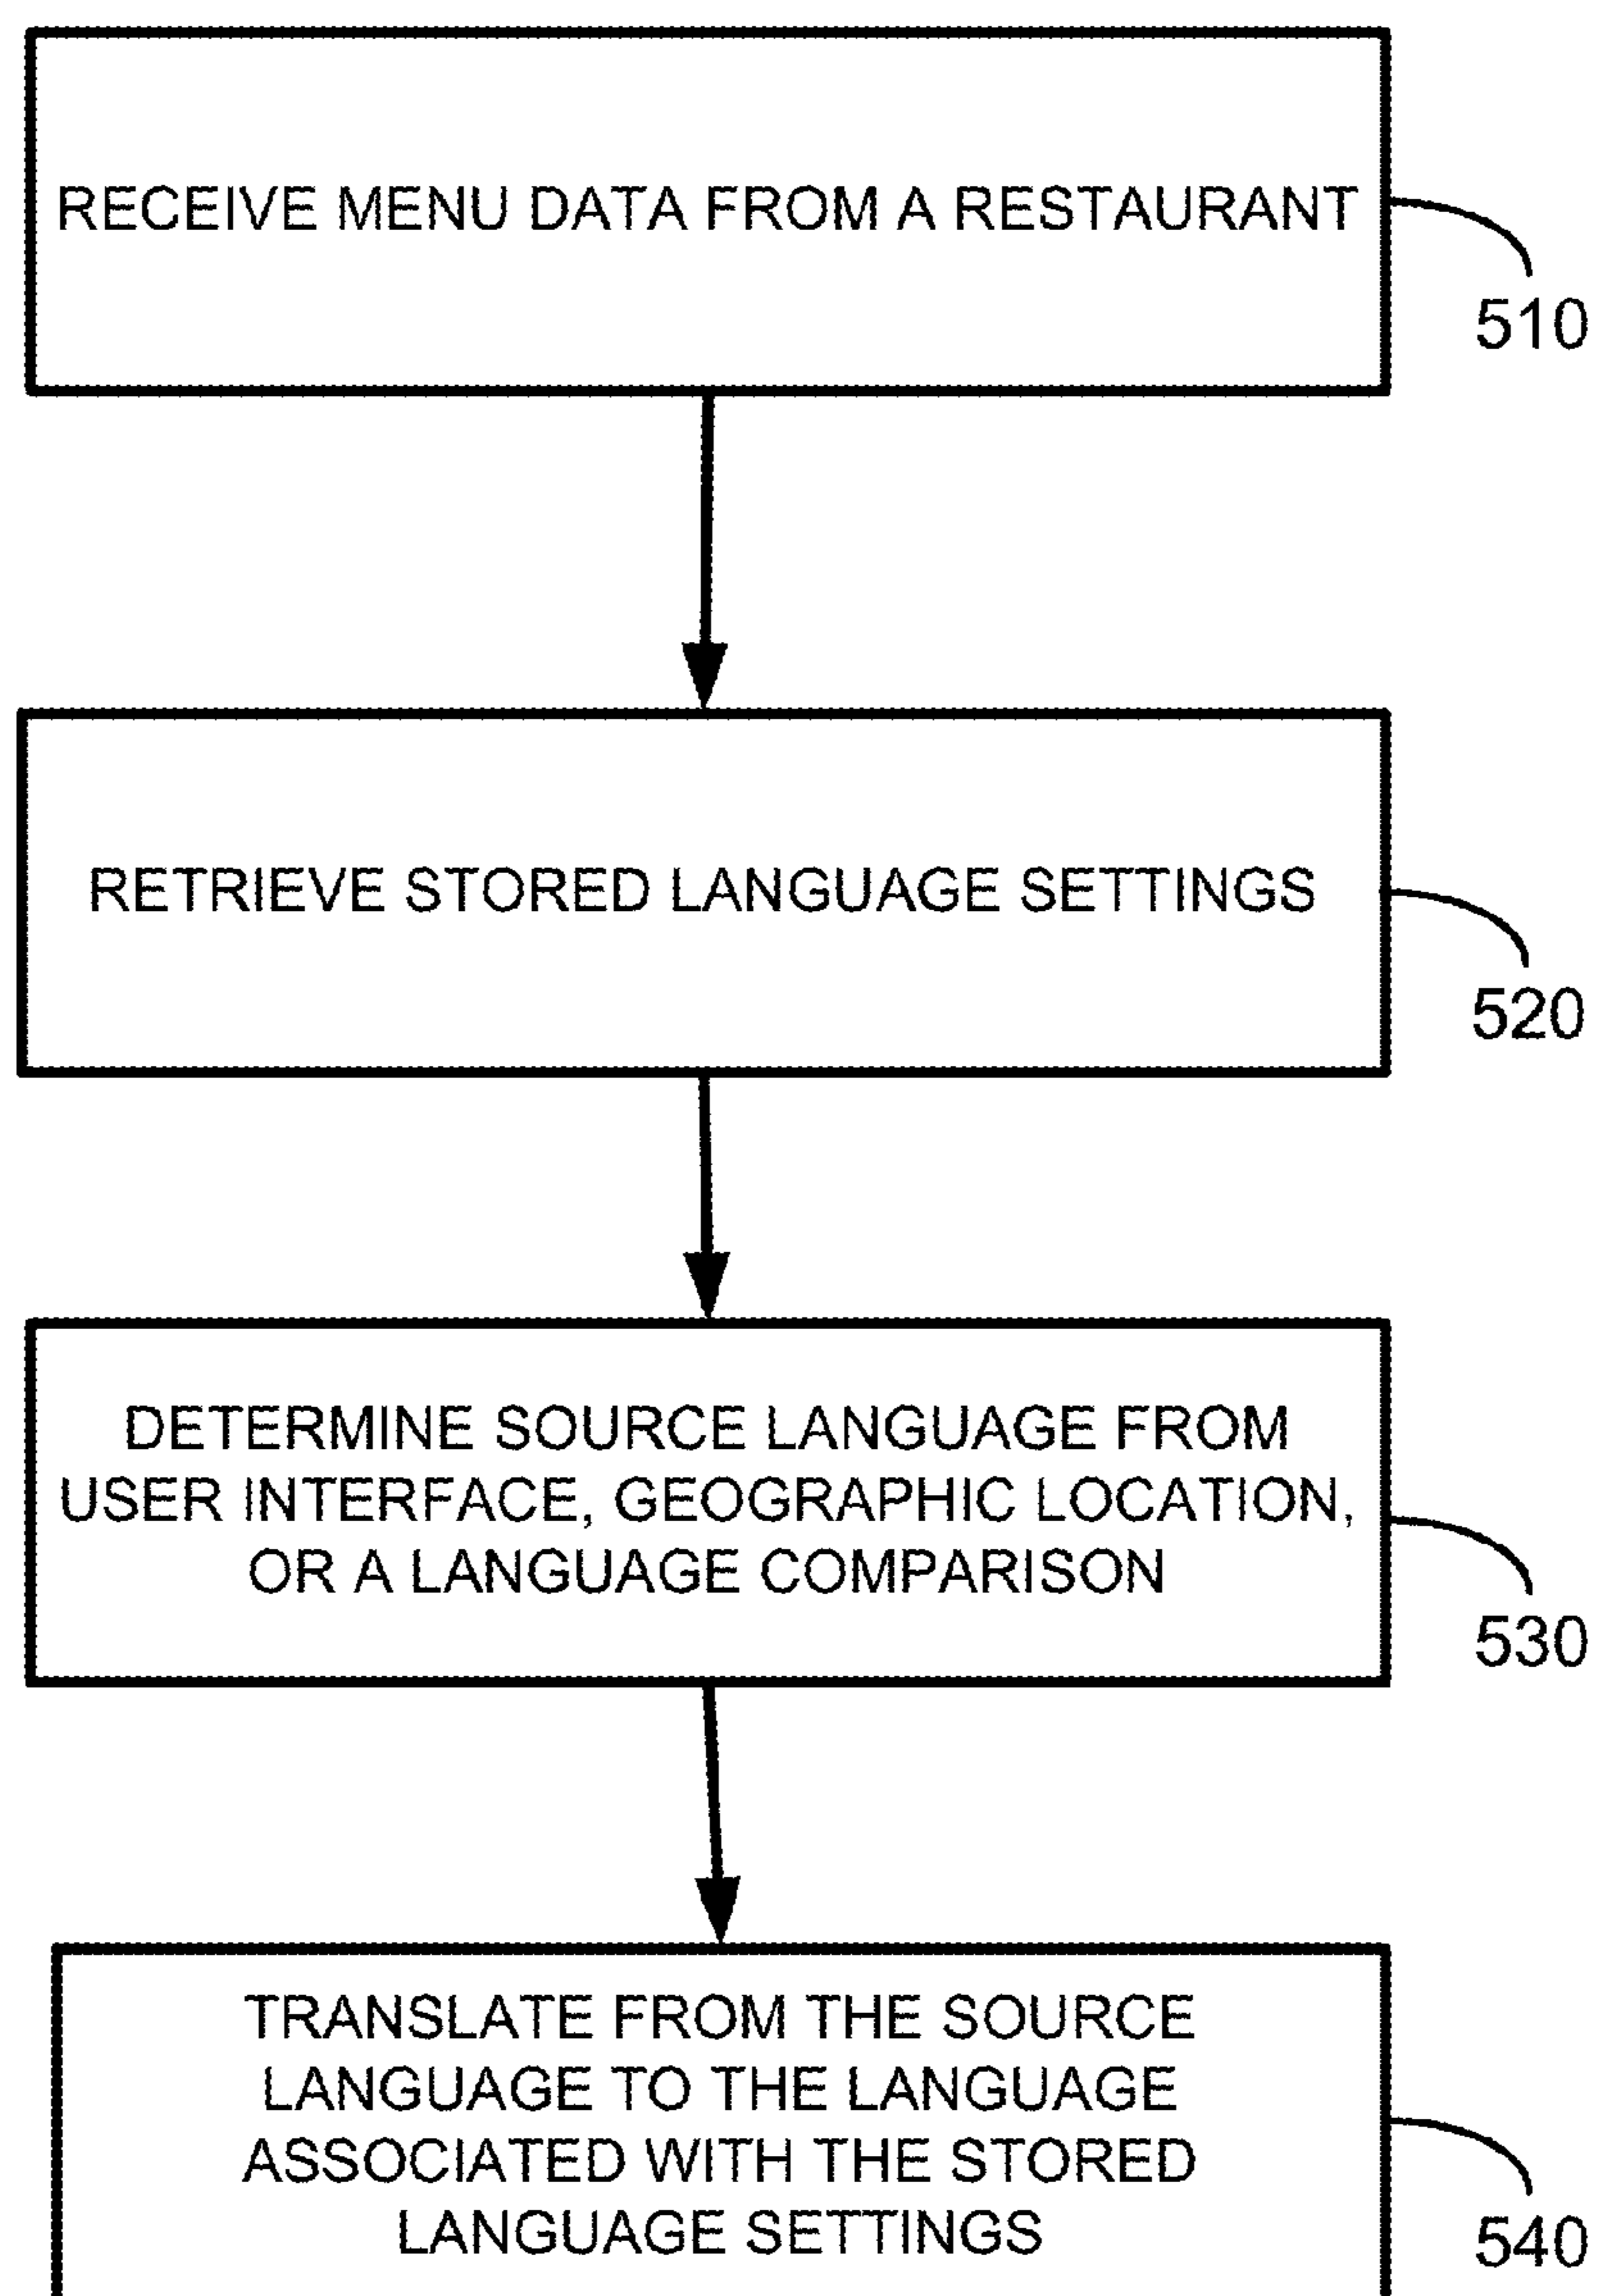 RECEIVE MENU DATA FROM A RESTAURANT
510
RETRIEVE STORED LANGUAGE SETTINGS
520
DETERMINE SOURCE LANGUAGE FROM
USER INTERFACE, GEOGRAPHIC LOCATION,
OR A LANGUAGE COMPARISON
530
TRANSLATE FROM THE SOURCE
LANGUAGE TO THE LANGUAGE
ASSOCIATED WITH THE STORED
LANGUAGE SETTINGS
540